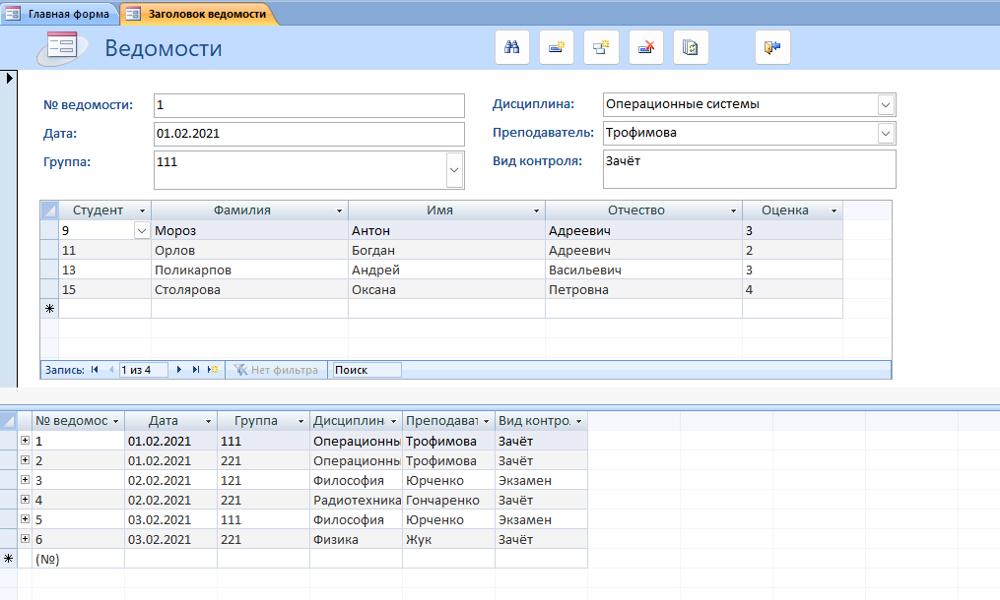 Главная форма Заголовок ведомости
Ведомости
№ ведомости: 1 Дисциплина: Операционные системы
Дата: 01.02.2021 Преподаватель: Трофимова
Группа: 111 Вид контроля: Зачёт
Студент Фамилия Имя Отчество Оценка
9 Мороз Антон Адреевич 3
11 Орлов Богдан Адреевич 2
13 Поликарпов Андрей Васильевич 3
15 Столярова Оксана Петровна 4
Запись: 1 из 4 Нет фильтра Поиск
№ ведомос Дата Группа Дисциплин Преподават Вид контро
1 01.02.2021 111 Операционны Трофимова Зачёт
2 01.02.2021 221 Операционны Трофимова Зачёт
3 02.02.2021 121 Философия Юрченко Экзамен
4 02.02.2021 221 Радиотехника Гончаренко Зачёт
5 03.02.2021 111 Философия Юрченко Экзамен
6 03.02.2021 221 Физика Жук Зачёт
(№)